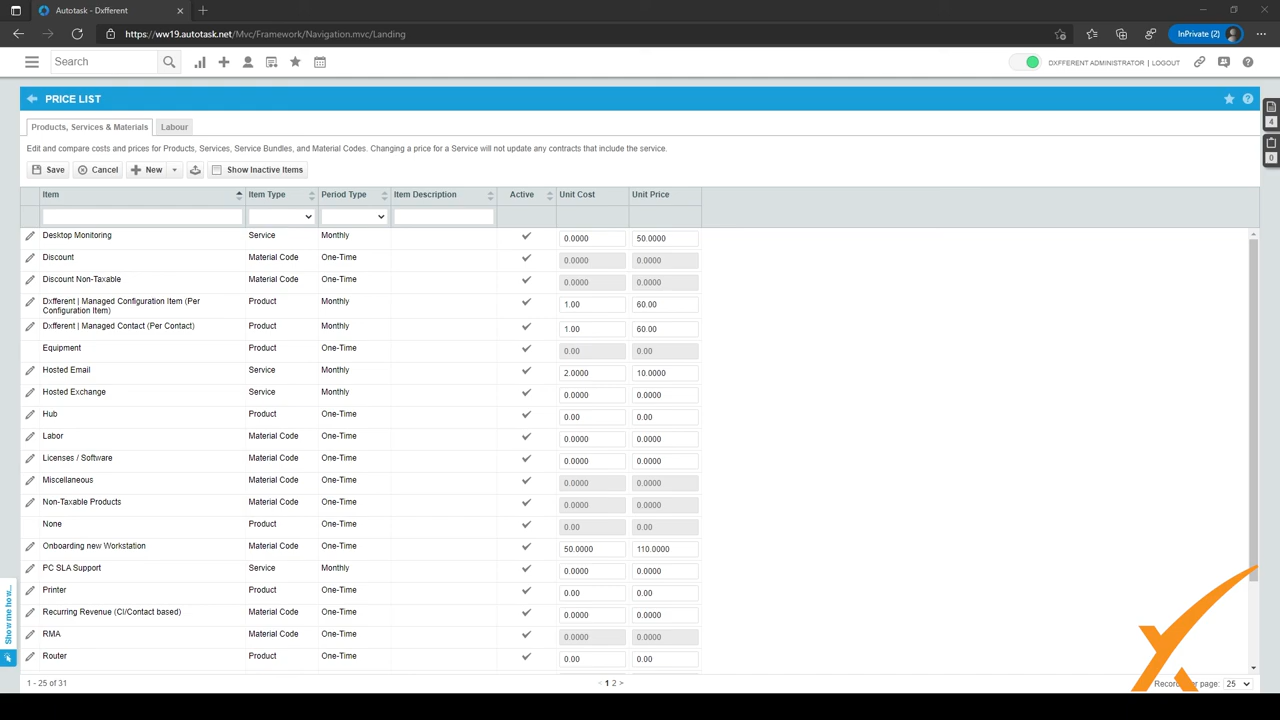 Autotask - Dxfferent
https://ww19.autotask.net/Mvc/Framework/Navigation.mvc/Landing
InPrivate (2)
Search
DXFFERENT ADMINISTRATOR | LOGOUT
PRICE LIST
4
0
Products, Services & Materials Labour
Edit and compare costs and prices for Products, Services, Service Bundles, and Material Codes. Changing a price for a Service will not update any contracts that include the service.
Save Cancel New Show Inactive Items
Item Item Type Period Type Item Description Active Unit Cost Unit Price
Desktop Monitoring Service Monthly 0.0000 50.0000
Discount Material Code One-Time 0.0000 0.0000
Discount Non-Taxable Material Code One-Time 0.0000 0.0000
Dxfferent | Managed Configuration Item (Per Product Monthly 1.00 60.00
Configuration Item)
Dxfferent | Managed Contact (Per Contact) Product Monthly 1.00 60.00
Equipment Product One-Time 0.00 0.00
Hosted Email Service Monthly 2.0000 10.0000
Hosted Exchange Service Monthly 0.0000 0.0000
Hub Product One-Time 0.00 0.00
Labor Material Code One-Time 0.0000 0.0000
Licenses / Software Material Code One-Time 0.0000 0.0000
Miscellaneous Material Code One-Time 0.0000 0.0000
Non-Taxable Products Material Code One-Time 0.0000 0.0000
None Product One-Time 0.00 0.00
Onboarding new Workstation Material Code One-Time 50.0000 110.0000
PC SLA Support Service Monthly 0.0000 0.0000
Printer Product One-Time 0.00 0.00
Recurring Revenue (CI/Contact based) Material Code One-Time 0.0000 0.0000
RMA Material Code One-Time 0.0000 0.0000
Router Product One-Time 0.00 0.00
Show me how...
1 - 25 of 31 < 1 2 > page: 25